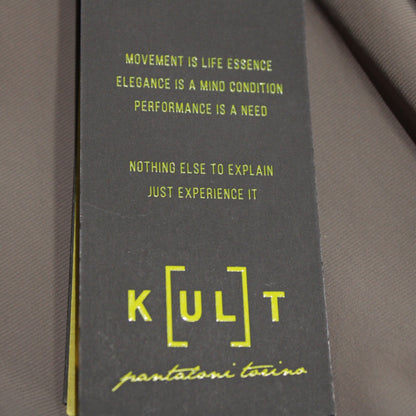 MOVEMENT IS LIFE ESSENCE
ELEGANCE IS A MIND CONDITION
PERFORMANCE IS A NEED
NOTHING ELSE TO EXPLAIN
JUST EXPERIENCE IT
K[UL]T
pantaloni torino